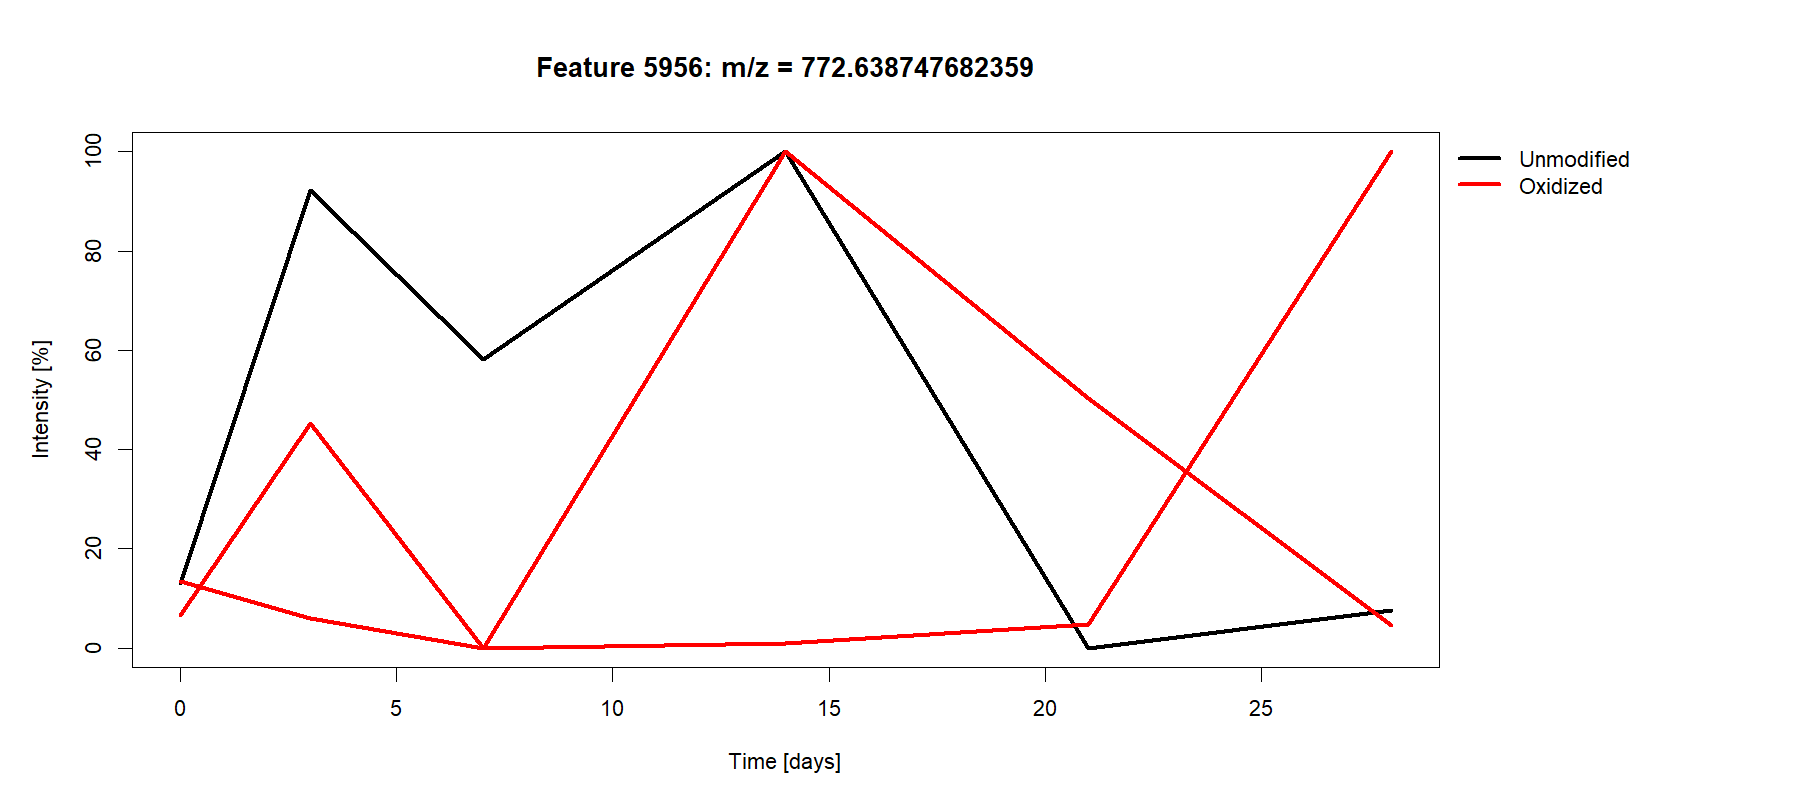 Feature 5956: m/z = 772.638747682359
Unmodified
Oxidized
Intensity [%]
100
80
60
40
20
0
0 5 10 15 20 25
Time [days]